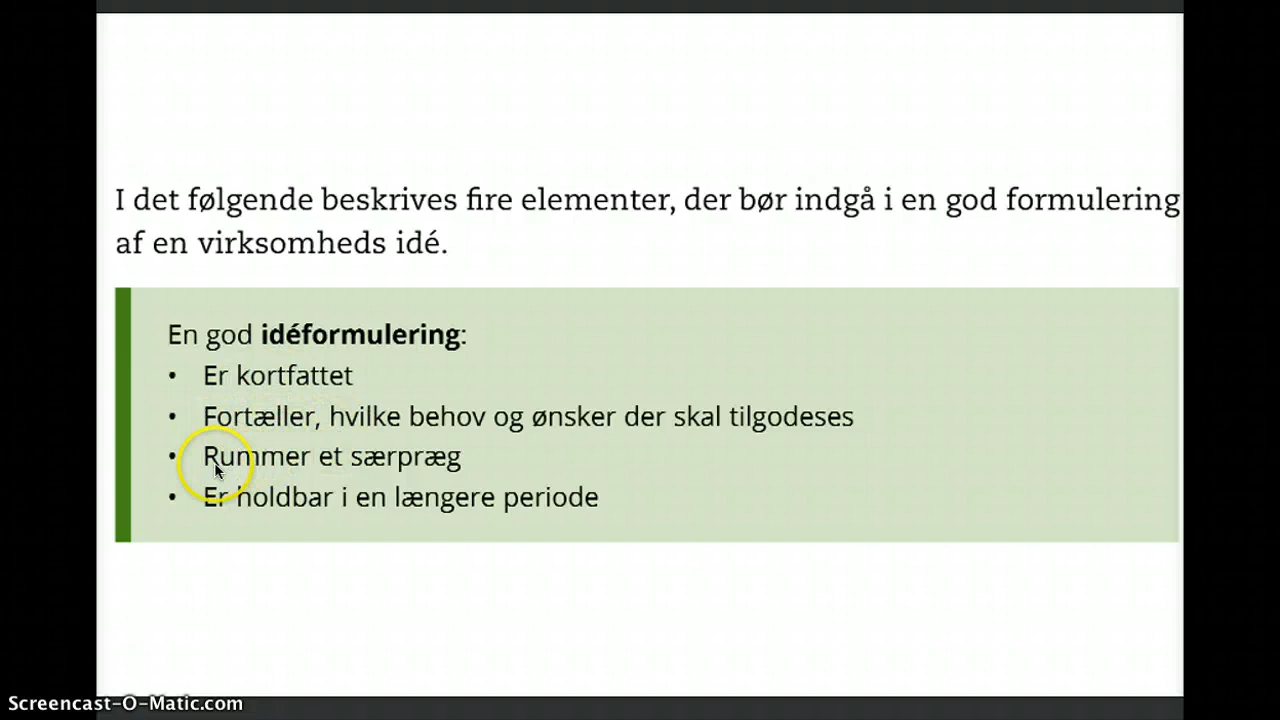 I det følgende beskrives fire elementer, der bør indgå i en god formulering
af en virksomheds idé.
En god idéformulering:
• Er kortfattet
• Fortæller, hvilke behov og ønsker der skal tilgodeses
• Rummer et særpræg
• Er holdbar i en længere periode
Screencast-O-Matic.com